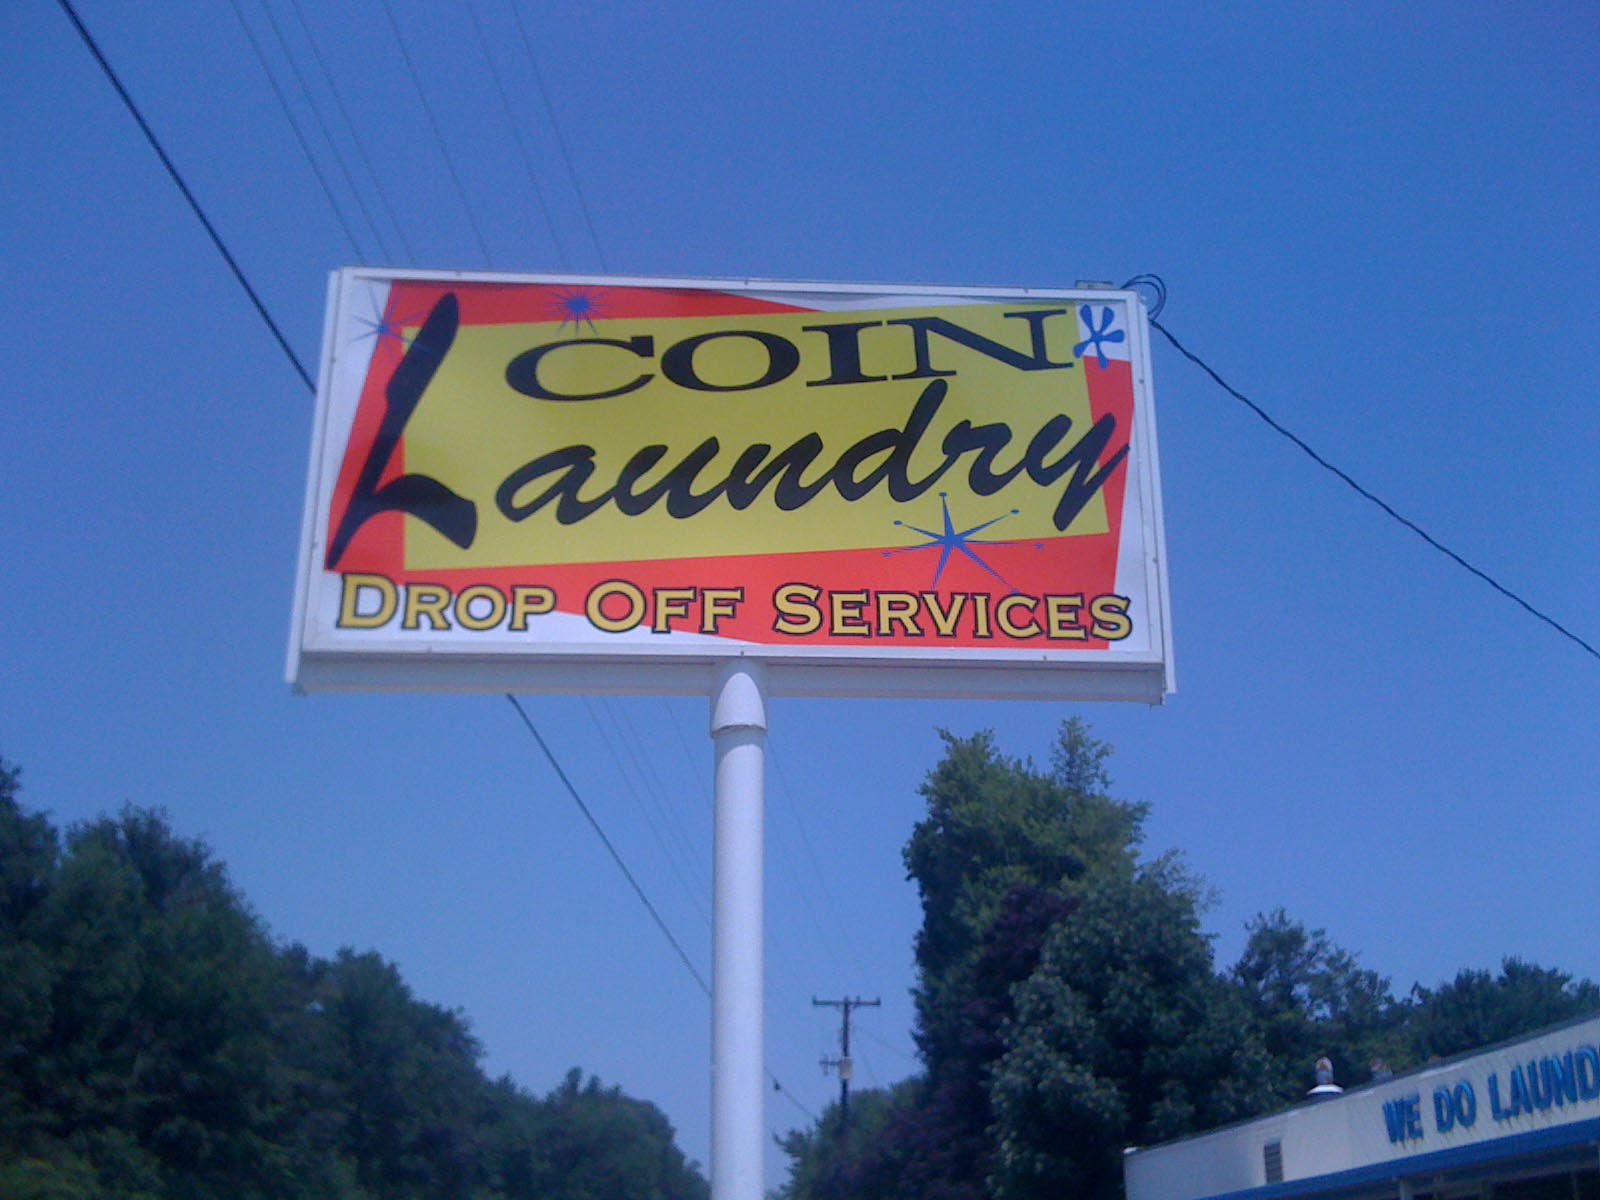 COIN
Laundry
DROP OFF SERVICES
WE DO